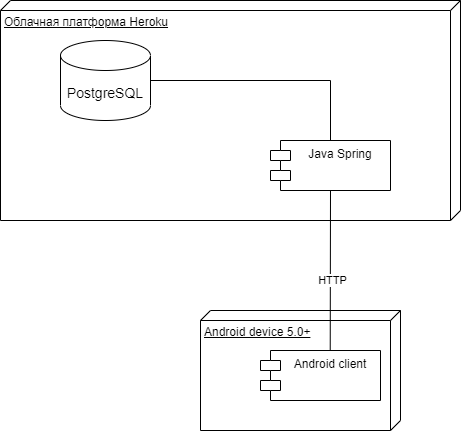 Облачная платформа Heroku
PostgreSQL
Java Spring
HTTP
Android device 5.0+
Android client